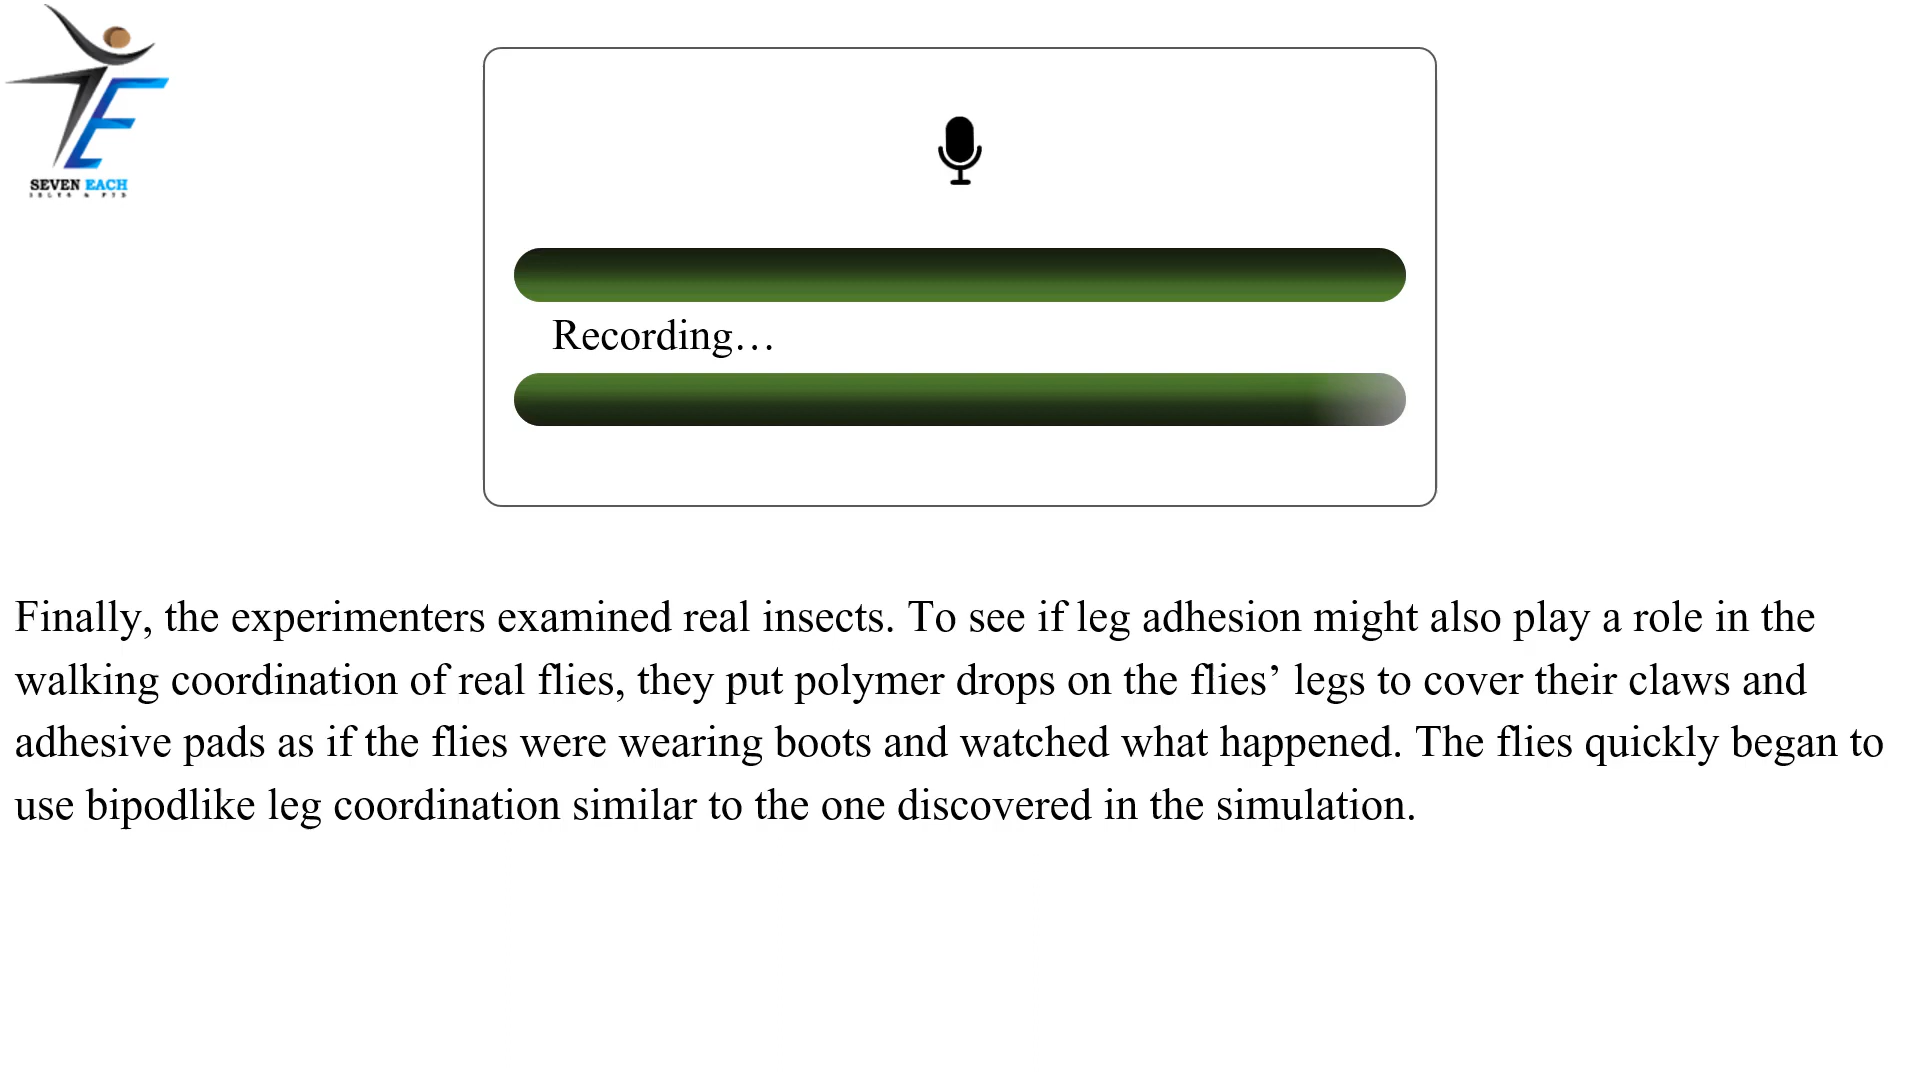 SEVEN EACH
Recording…
Finally, the experimenters examined real insects. To see if leg adhesion might also play a role in the
walking coordination of real flies, they put polymer drops on the flies’ legs to cover their claws and
adhesive pads as if the flies were wearing boots and watched what happened. The flies quickly began to
use bipodlike leg coordination similar to the one discovered in the simulation.